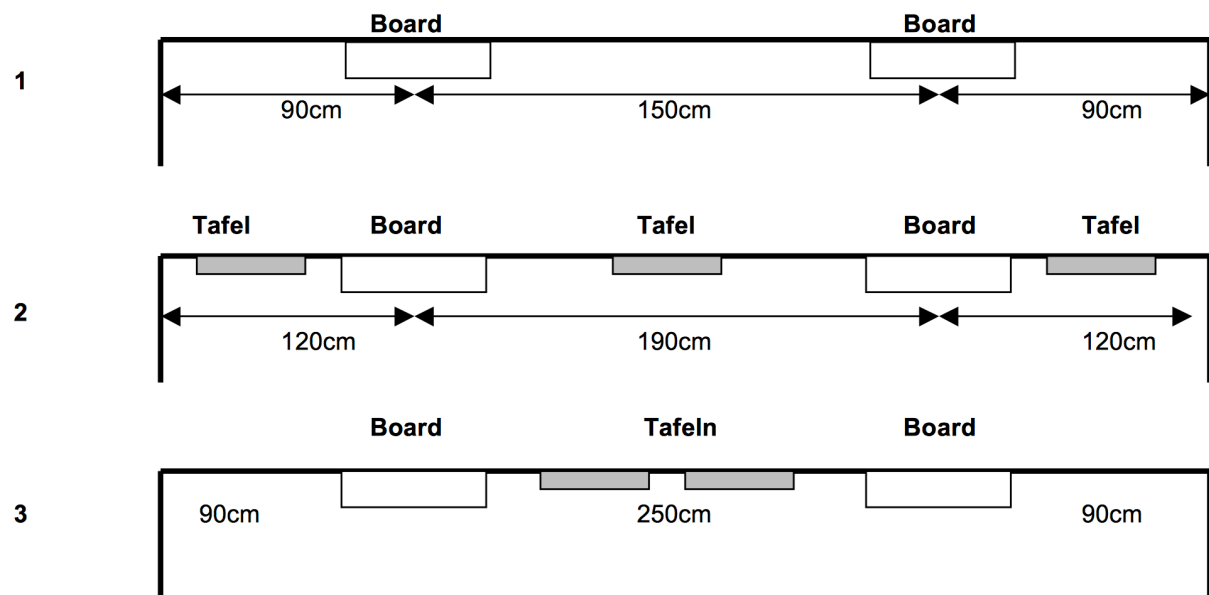 Board Board
1
90cm 150cm 90cm
Tafel Board Tafel Board Tafel
2
120cm 190cm 120cm
Board Tafeln Board
3 90cm 250cm 90cm